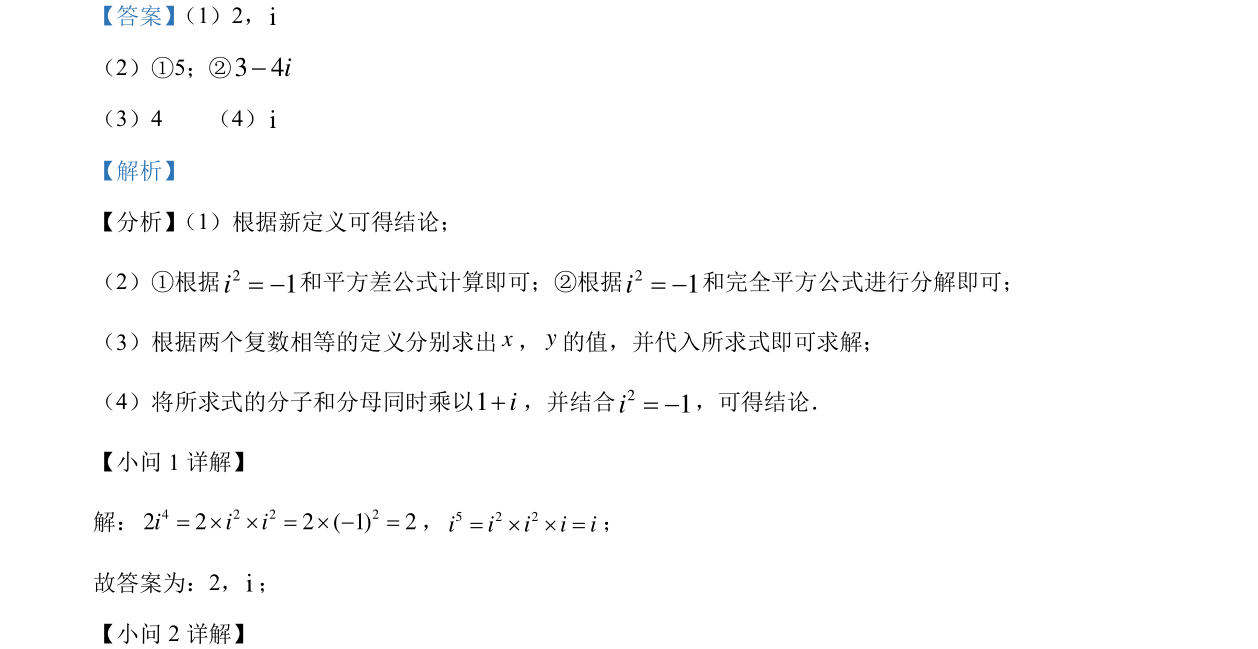 【答案】（1）2，i
（2）①5；②3－4i
（3）4　　（4）i
【解析】
【分析】（1）根据新定义可得结论；
（2）①根据i² = −1和平方差公式计算即可；②根据i² = −1和完全平方公式进行分解即可；
（3）根据两个复数相等的定义分别求出x，y的值，并代入所求式即可求解；
（4）将所求式的分子和分母同时乘以1+i，并结合i² = −1，可得结论．
【小问1详解】
解：2i⁴ = 2×i²×i² = 2×(−1)² = 2，i⁵ = i²×i²×i = i；
故答案为：2，i；
【小问2详解】